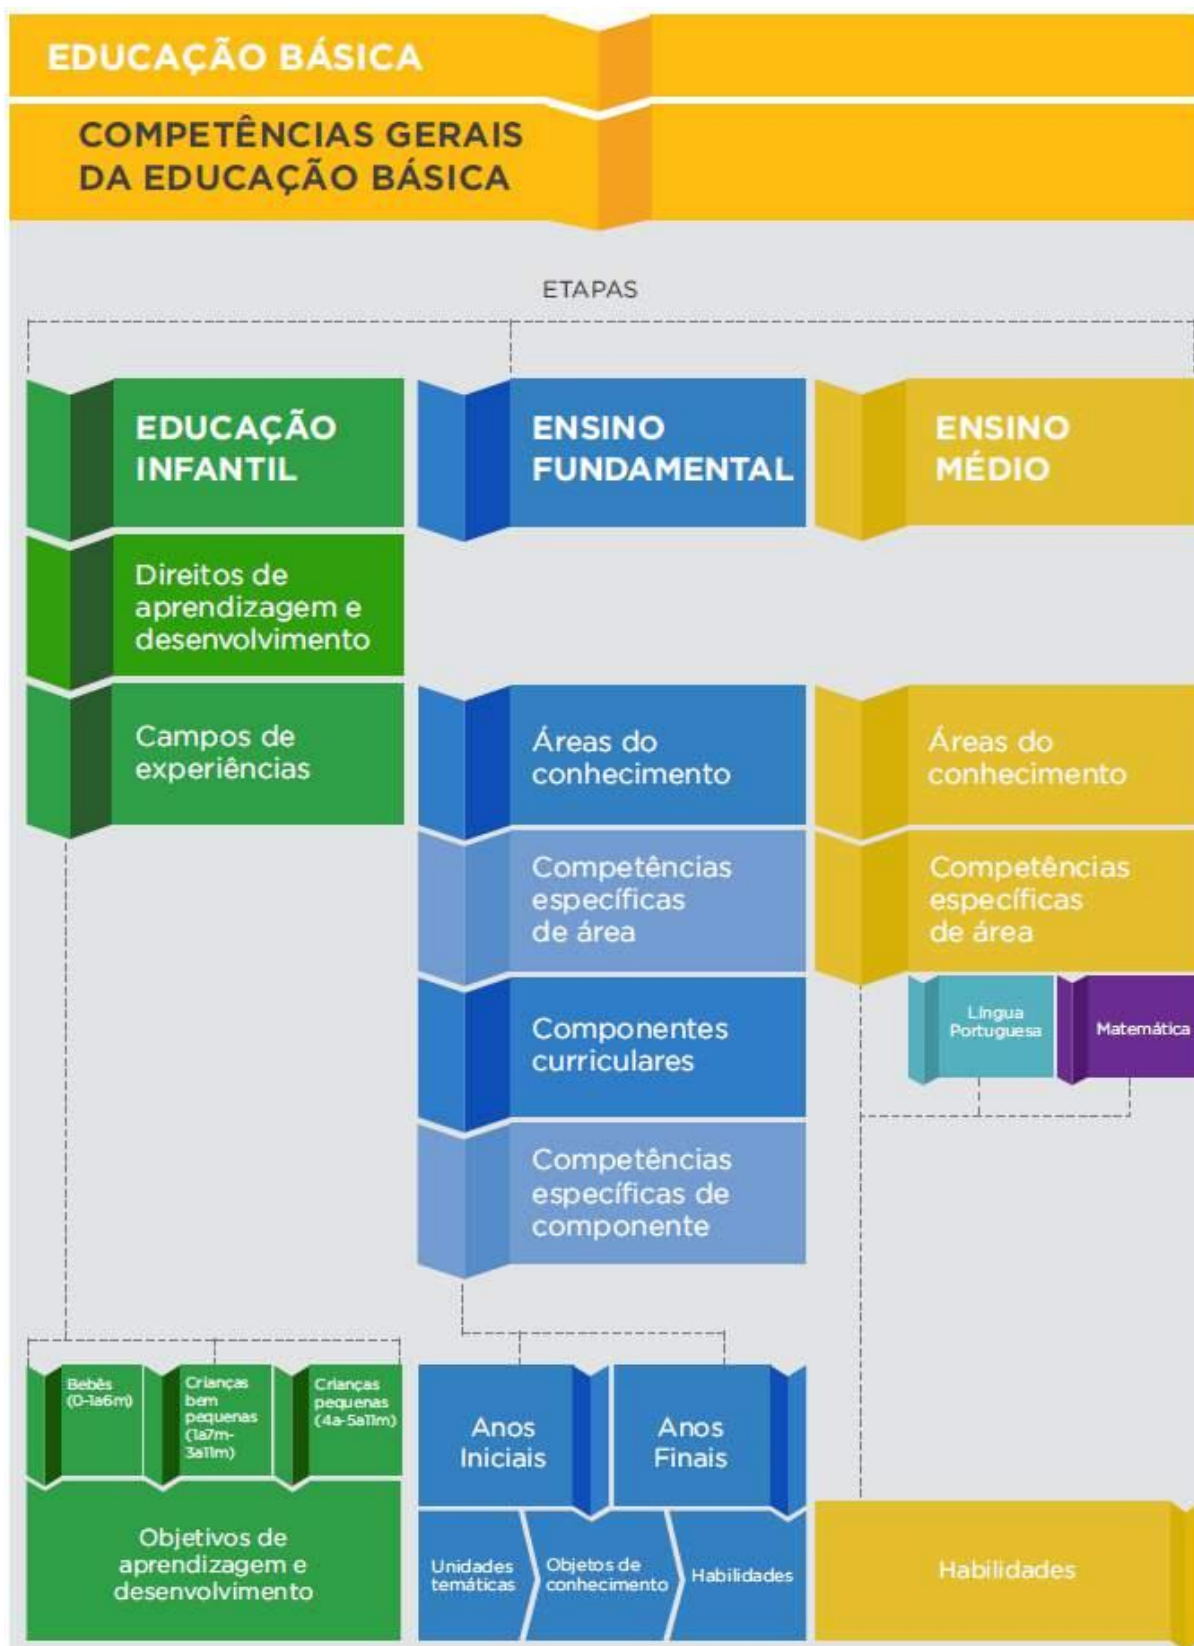 EDUCAÇÃO BÁSICA
COMPETÊNCIAS GERAIS
DA EDUCAÇÃO BÁSICA
ETAPAS
EDUCAÇÃO
INFANTIL
Direitos de
aprendizagem e
desenvolvimento
Campos de
experiências
Bebês
(0-1a6m)
Crianças
bem
pequenas
(1a7m-
3a11m)
Crianças
pequenas
(4a-5a11m)
Objetivos de
aprendizagem e
desenvolvimento
ENSINO
FUNDAMENTAL
Áreas do
conhecimento
Competências
específicas
de área
Componentes
curriculares
Competências
específicas de
componente
Anos
Iniciais
Anos
Finais
Unidades
temáticas
Objetos de
conhecimento
Habilidades
ENSINO
MÉDIO
Áreas do
conhecimento
Competências
específicas
de área
Língua
Portuguesa
Matemática
Habilidades